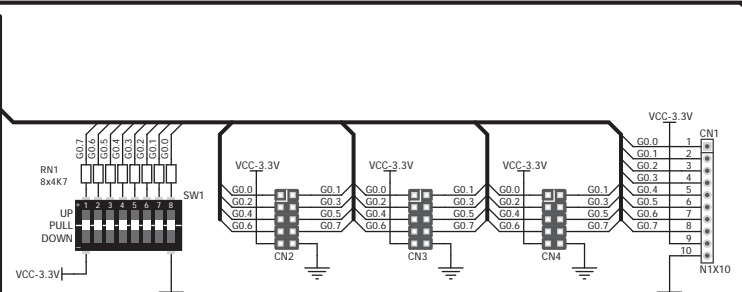 G0.7 G0.6 G0.5 G0.4 G0.3 G0.2 G0.1 G0.0
RN1
8x4K7
SW1
+ 1 2 3 4 5 6 7 8
UP
PULL
DOWN
_
VCC-3.3V
VCC-3.3V
G0.0 G0.1
G0.2 G0.3
G0.4 G0.5
G0.6 G0.7
CN2
VCC-3.3V
G0.0 G0.1
G0.2 G0.3
G0.4 G0.5
G0.6 G0.7
CN3
VCC-3.3V
G0.0 G0.1
G0.2 G0.3
G0.4 G0.5
G0.6 G0.7
CN4
VCC-3.3V
CN1
G0.0 1
G0.1 2
G0.2 3
G0.3 4
G0.4 5
G0.5 6
G0.6 7
G0.7 8
9
10
N1X10